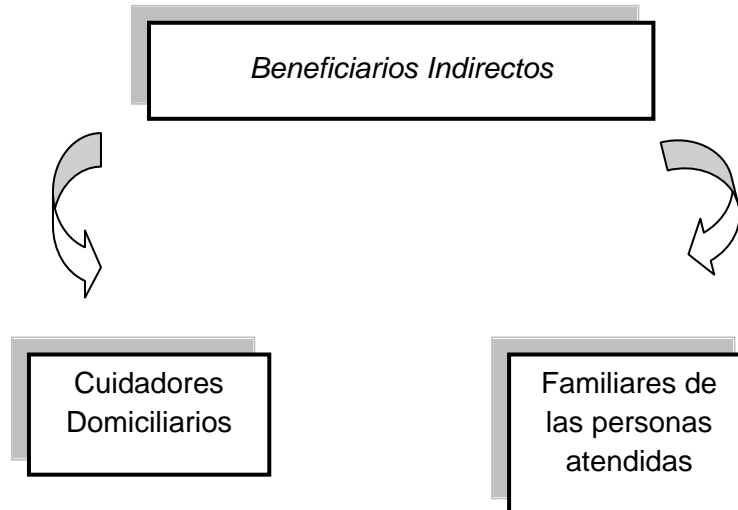 Beneficiarios Indirectos
Cuidadores
Domiciliarios
Familiares de
las personas
atendidas